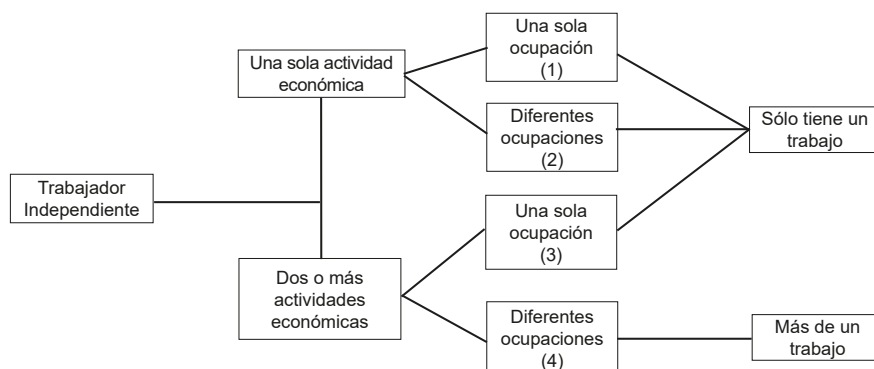 Trabajador
Independiente
Una sola actividad
económica
Dos o más
actividades
económicas
Una sola
ocupación
(1)
Diferentes
ocupaciones
(2)
Una sola
ocupación
(3)
Diferentes
ocupaciones
(4)
Sólo tiene un
trabajo
Más de un
trabajo